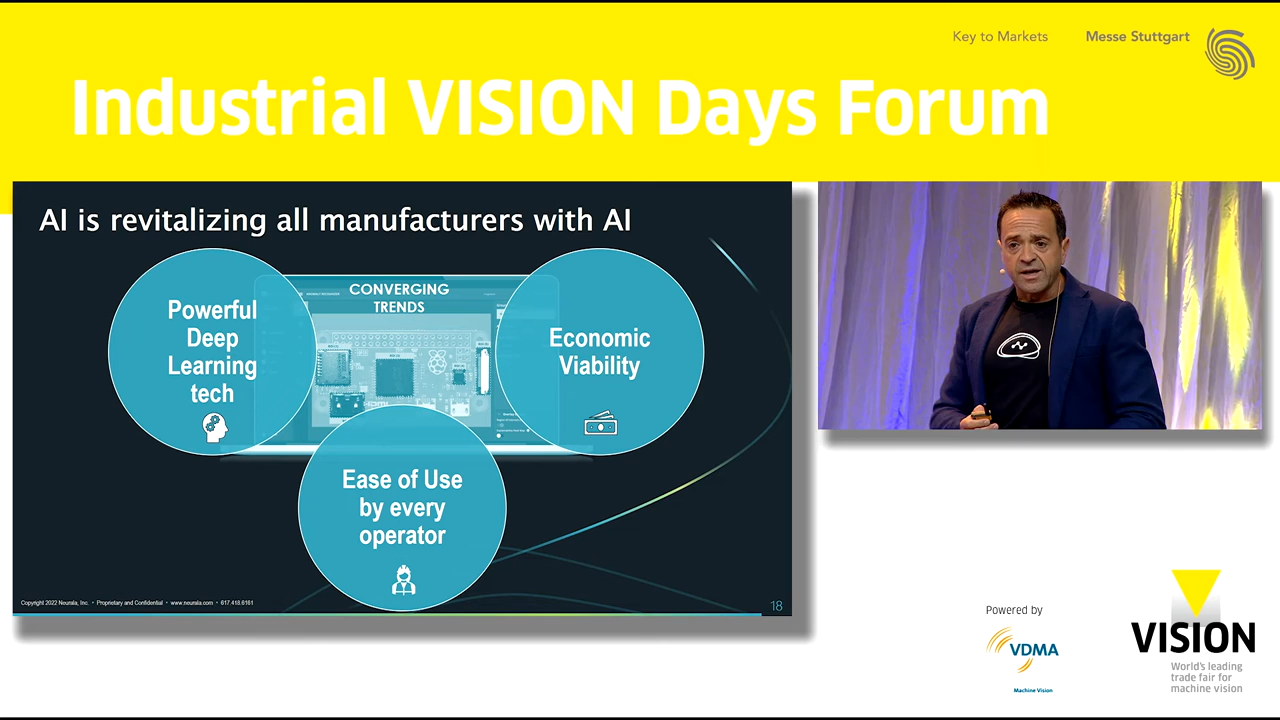 Key to Markets
Messe Stuttgart
Industrial VISION Days Forum
AI is revitalizing all manufacturers with AI
CONVERGING
TRENDS
Powerful
Deep
Learning
tech
Economic
Viability
HDMI
Ease of Use
by every
operator
Copyright 2022 Neurala, Inc. • Proprietary and Confidential • www.neurala.com • 617.418.6161
18
Powered by
VDMA
Machine Vision
VISION
World's leading
trade fair for
machine vision